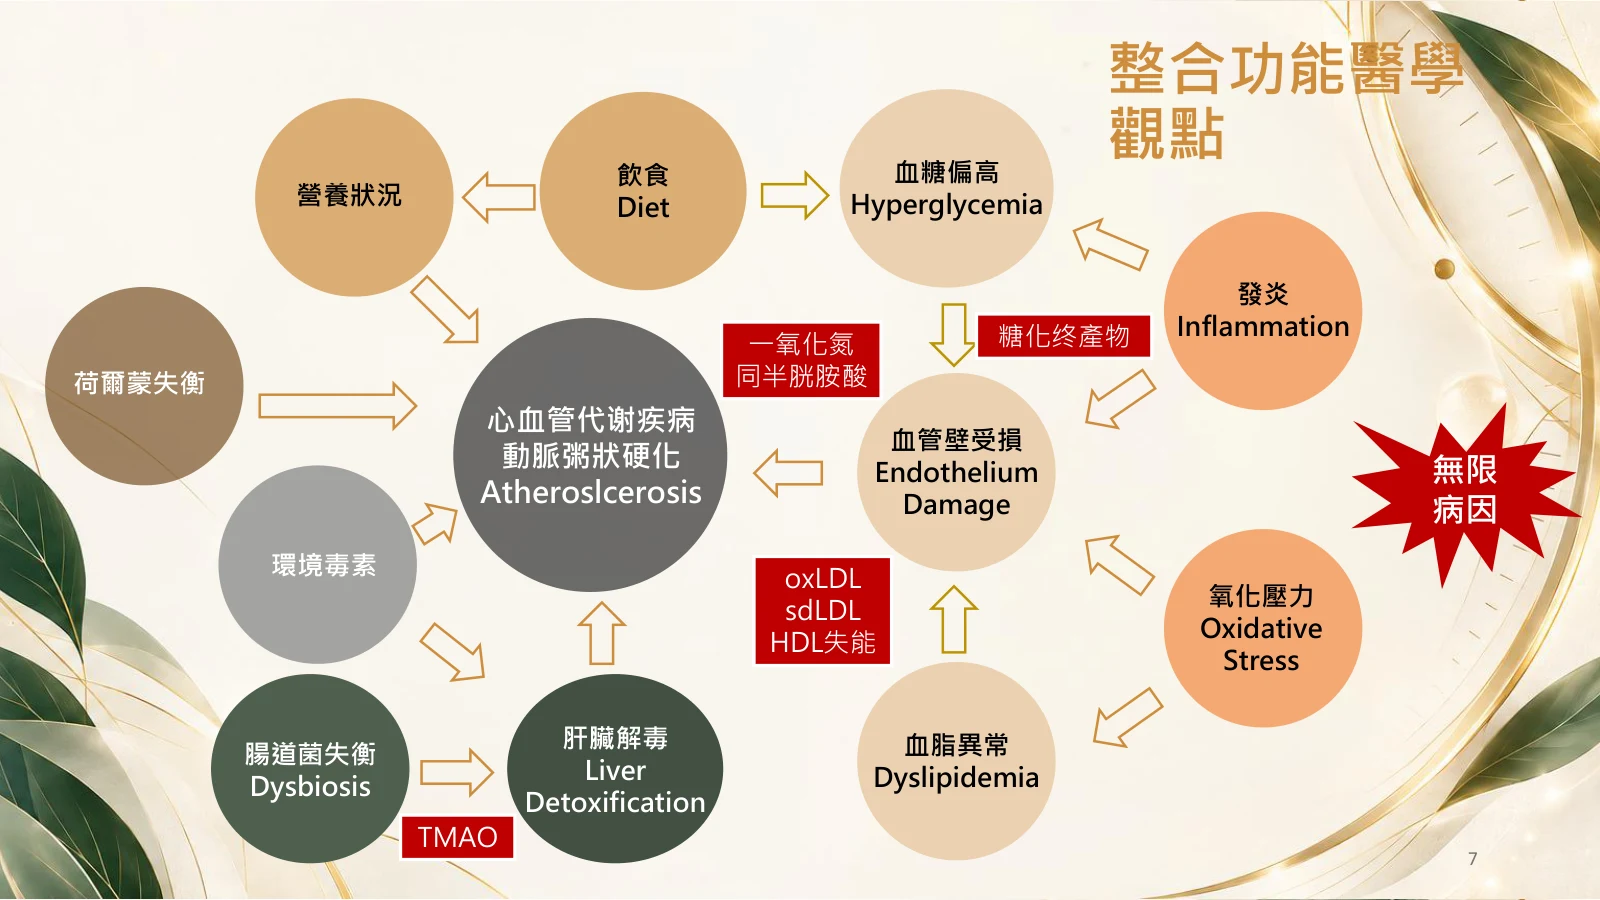 整合功能醫學
觀點
營養狀況
飲食
Diet
血糖偏高
Hyperglycemia
發炎
Inflammation
荷爾蒙失衡
一氧化氮
同半胱胺酸
糖化终產物
心血管代谢疾病
動脈粥狀硬化
Atheroslcerosis
血管壁受損
Endothelium
Damage
無限
病因
環境毒素
oxLDL
sdLDL
HDL失能
氧化壓力
Oxidative
Stress
腸道菌失衡
Dysbiosis
肝臟解毒
Liver
Detoxification
血脂異常
Dyslipidemia
TMAO
7